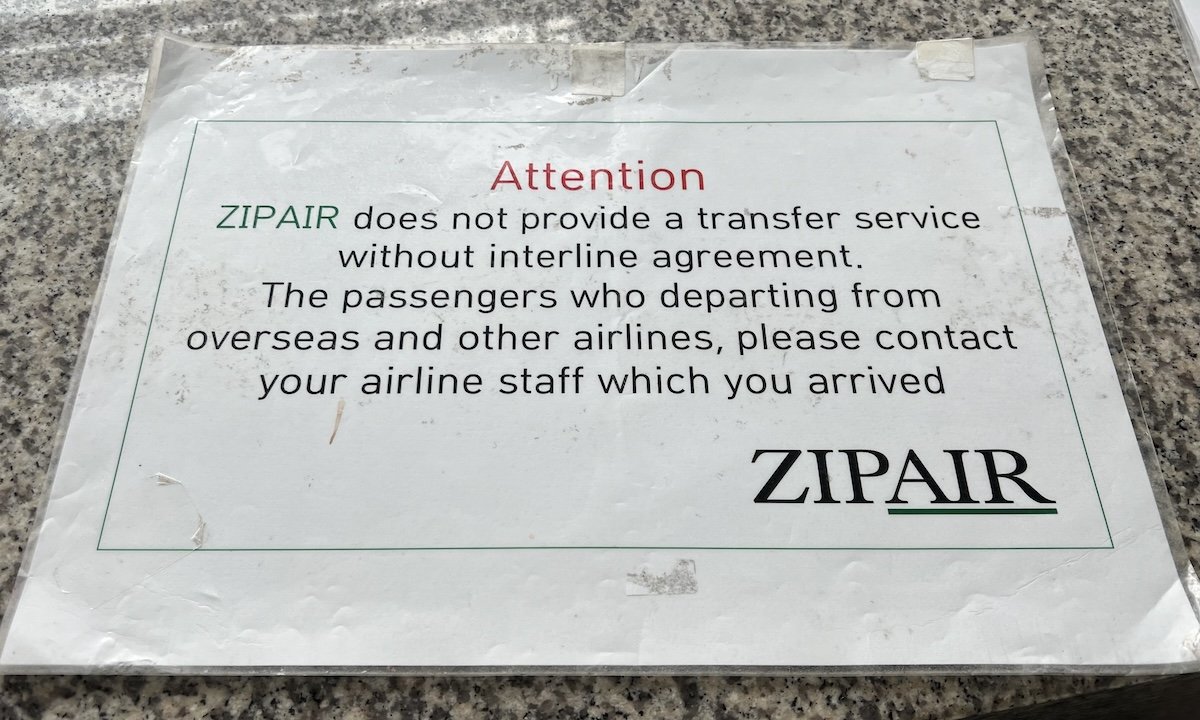 Attention
ZIPAIR does not provide a transfer service
without interline agreement.
The passengers who departing from
overseas and other airlines, please contact
your airline staff which you arrived
ZIPAIR